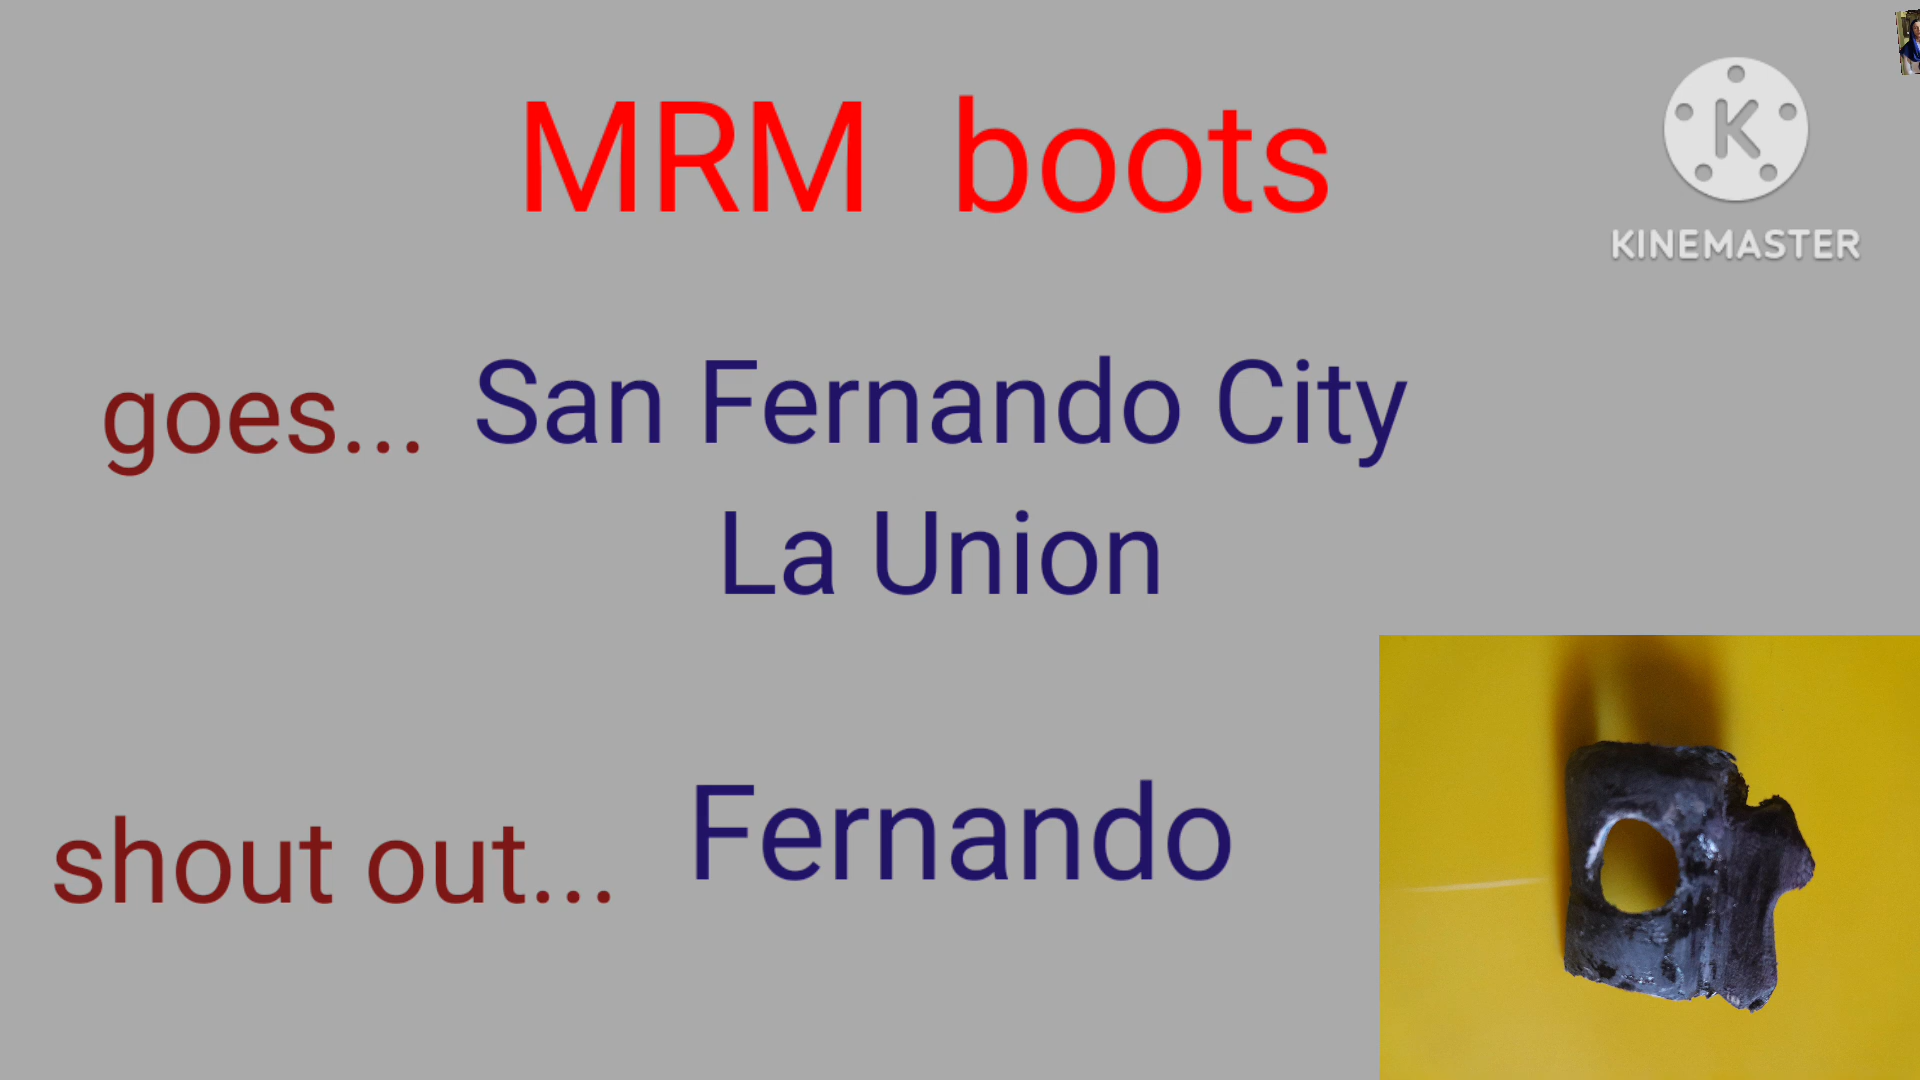 MRM boots
K
KINEMASTER
goes... San Fernando City
La Union
shout out... Fernando